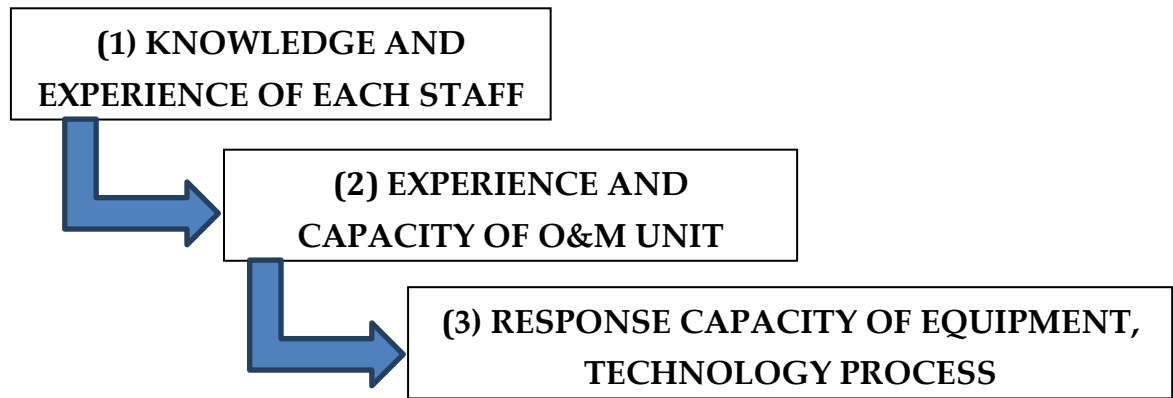 (1) KNOWLEDGE AND
EXPERIENCE OF EACH STAFF
(2) EXPERIENCE AND
CAPACITY OF O&M UNIT
(3) RESPONSE CAPACITY OF EQUIPMENT,
TECHNOLOGY PROCESS